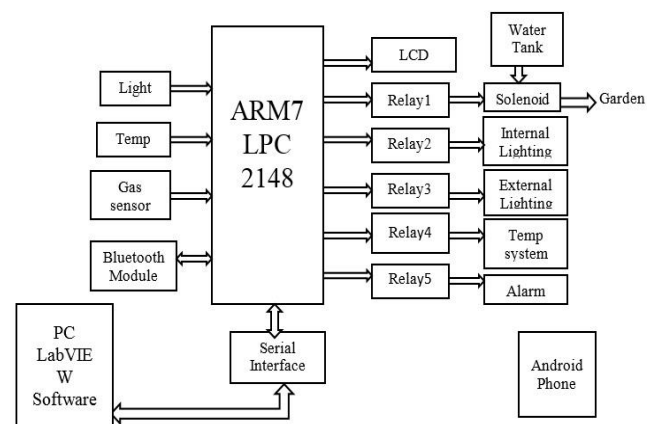 Light
Temp
Gas
sensor
Bluetooth
Module
PC
LabVIE
W
Software
ARM7
LPC
2148
Serial
Interface
LCD
Relay1
Relay2
Relay3
Relay4
Relay5
Water
Tank
Solenoid
Garden
Internal
Lighting
External
Lighting
Temp
system
Alarm
Android
Phone